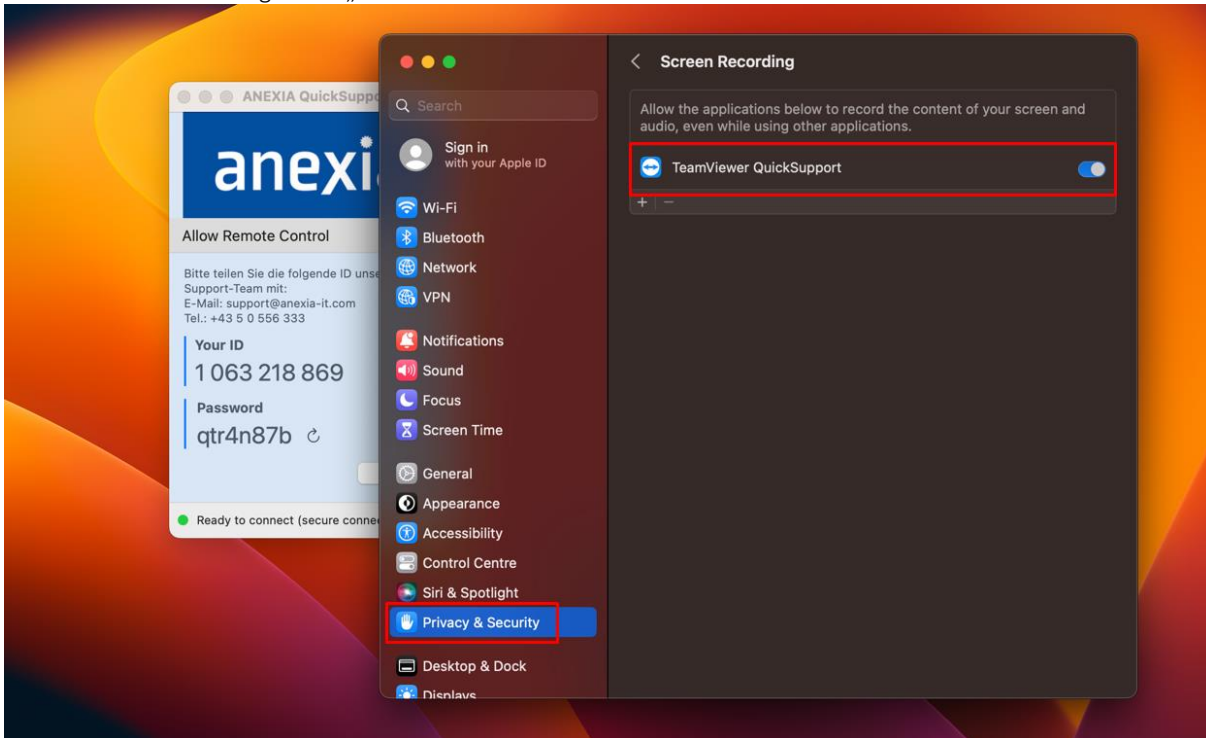 ANEXIA QuickSuppo
anexi
Allow Remote Control
Bitte teilen Sie die folgende ID unse
Support-Team mit:
E-Mail: support@anexia-it.com
Tel.: +43 5 0 556 333
Your ID
1 063 218 869
Password
qtr4n87b
Ready to connect (secure conne
Search
Sign in
with your Apple ID
Wi-Fi
Bluetooth
Network
VPN
Notifications
Sound
Focus
Screen Time
General
Appearance
Accessibility
Control Centre
Siri & Spotlight
Privacy & Security
Desktop & Dock
Displays
Screen Recording
Allow the applications below to record the content of your screen and
audio, even while using other applications.
TeamViewer QuickSupport